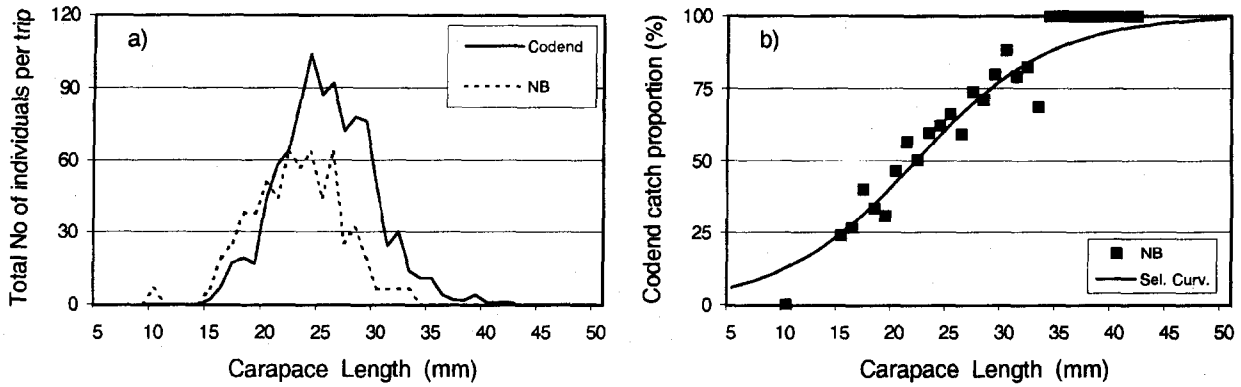 Total No of individuals per trip
120
90
60
30
0
a)
Codend
NB
5 10 15 20 25 30 35 40 45 50
Carapace Length (mm)
Codend catch proportion (%)
100
75
50
25
0
b)
NB
Sel. Curv.
5 10 15 20 25 30 35 40 45 50
Carapace Length (mm)